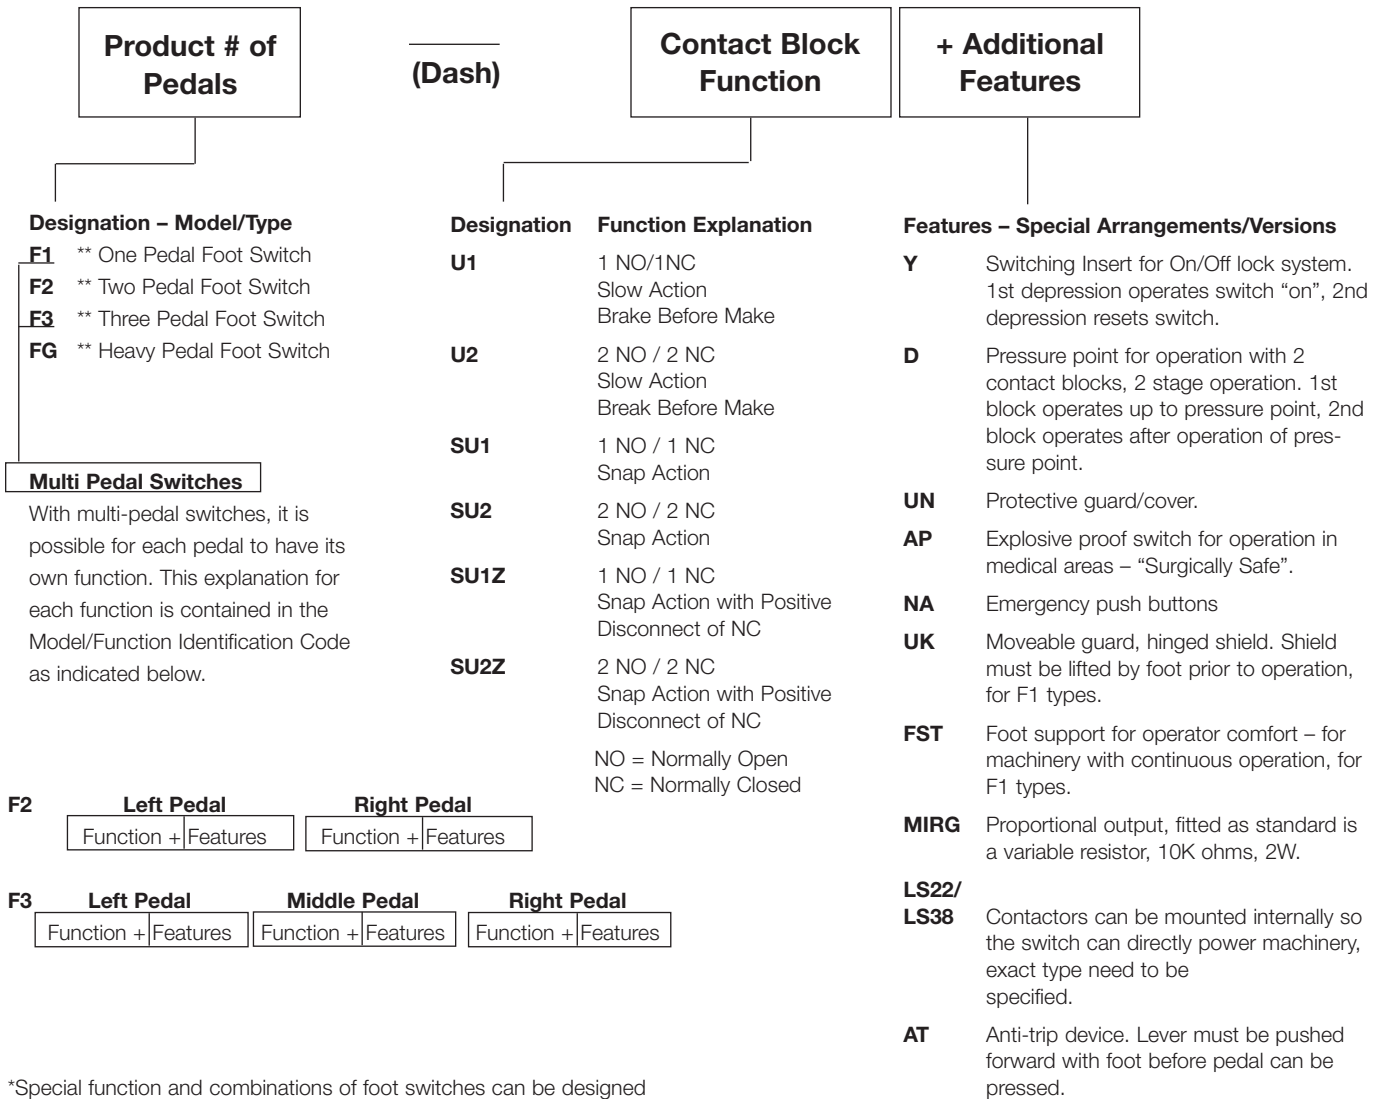 Product # of
Pedals
(Dash)
Contact Block
Function
+ Additional
Features
Designation – Model/Type
F1 ** One Pedal Foot Switch
F2 ** Two Pedal Foot Switch
F3 ** Three Pedal Foot Switch
FG ** Heavy Pedal Foot Switch
Multi Pedal Switches
With multi-pedal switches, it is
possible for each pedal to have its
own function. This explanation for
each function is contained in the
Model/Function Identification Code
as indicated below.
Designation Function Explanation
U1 1 NO/1NC
Slow Action
Brake Before Make
U2 2 NO / 2 NC
Slow Action
Break Before Make
SU1 1 NO / 1 NC
Snap Action
SU2 2 NO / 2 NC
Snap Action
SU1Z 1 NO / 1 NC
Snap Action with Positive
Disconnect of NC
SU2Z 2 NO / 2 NC
Snap Action with Positive
Disconnect of NC
NO = Normally Open
NC = Normally Closed
Features – Special Arrangements/Versions
Y Switching Insert for On/Off lock system.
1st depression operates switch “on”, 2nd
depression resets switch.
D Pressure point for operation with 2
contact blocks, 2 stage operation. 1st
block operates up to pressure point, 2nd
block operates after operation of pres-
sure point.
UN Protective guard/cover.
AP Explosive proof switch for operation in
medical areas – “Surgically Safe”.
NA Emergency push buttons
UK Moveable guard, hinged shield. Shield
must be lifted by foot prior to operation,
for F1 types.
FST Foot support for operator comfort – for
machinery with continuous operation, for
F1 types.
MIRG Proportional output, fitted as standard is
a variable resistor, 10K ohms, 2W.
LS22/
LS38 Contactors can be mounted internally so
the switch can directly power machinery,
exact type need to be
specified.
AT Anti-trip device. Lever must be pushed
forward with foot before pedal can be
pressed.
F2 Left Pedal Right Pedal
Function + Features Function + Features
F3 Left Pedal Middle Pedal Right Pedal
Function + Features Function + Features Function + Features
*Special function and combinations of foot switches can be designed